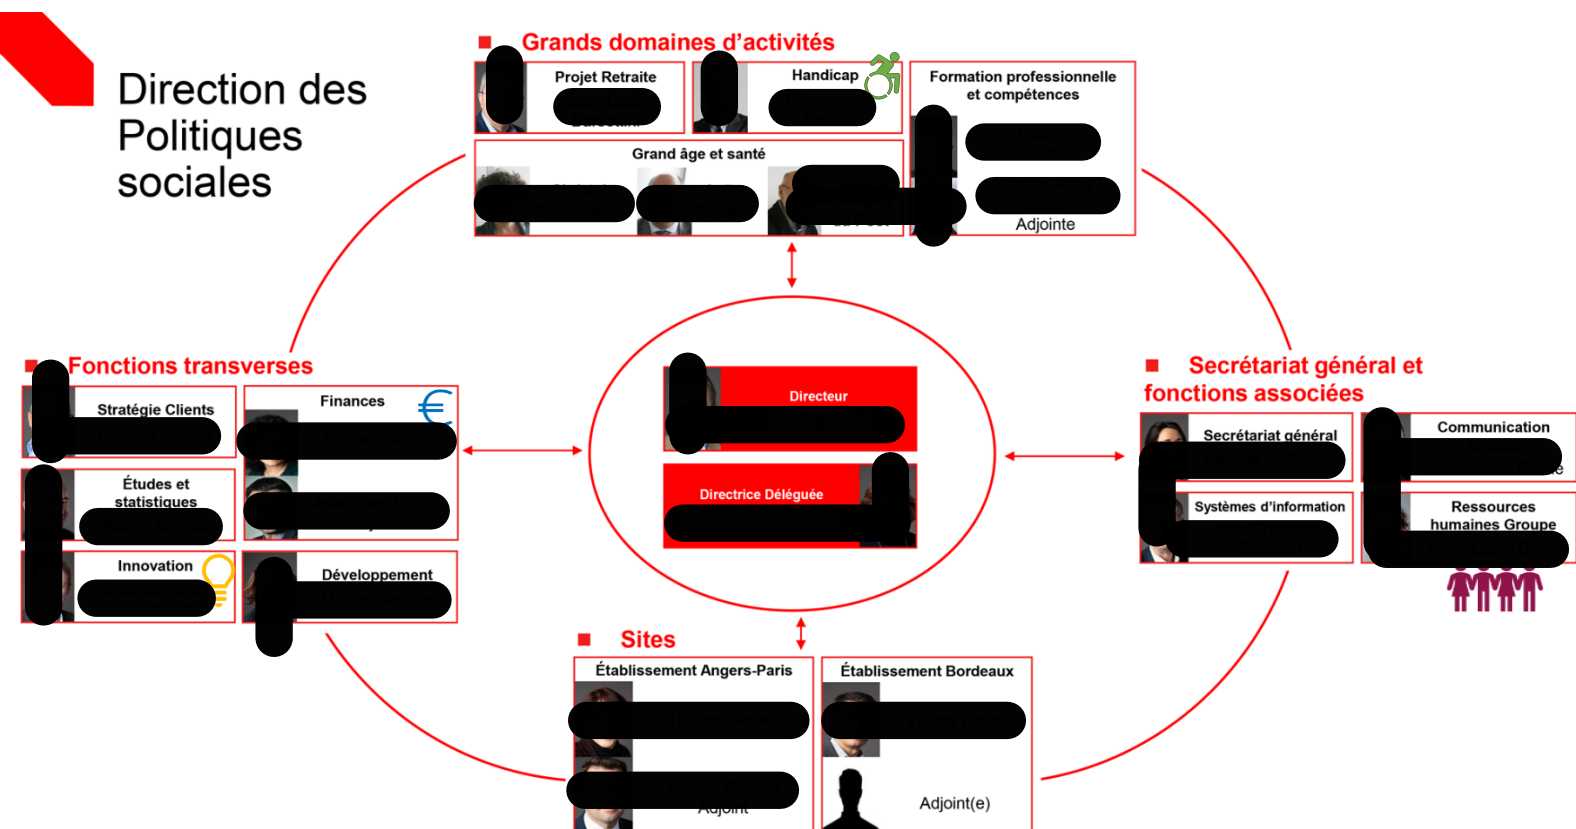 Direction des
Politiques
sociales
Grands domaines d’activités
Projet Retraite
Handicap
Formation professionnelle
et compétences
Adjointe
Grand âge et santé
Fonctions transverses
Stratégie Clients
Finances
Études et
statistiques
Innovation
Développement
Directeur
Directrice Déléguée
Secrétariat général et
fonctions associées
Secrétariat général
Communication
Systèmes d’information
Ressources
humaines Groupe
Sites
Établissement Angers-Paris
Adjoint
Établissement Bordeaux
Adjoint(e)